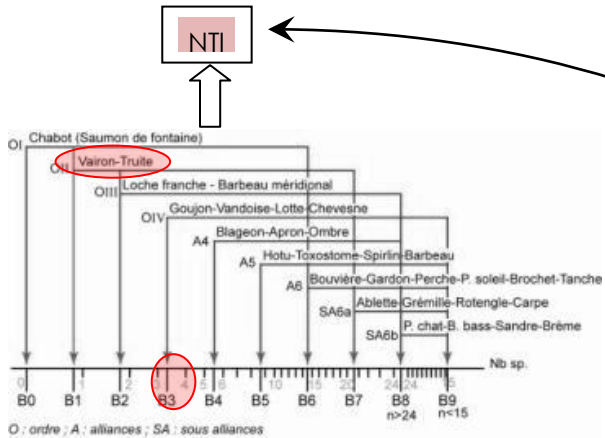 NTI
OI Chabot (Saumon de fontaine)
OII Vairon-Truite
OIII Loche franche - Barbeau méridional
OIV Goujon-Vandoise-Lotte-Chevesne
A4 Blageon-Apron-Ombre
A5 Hotu-Toxostome-Spirlin-Barbeau
A6 Bouvière-Gardon-Perche-P. soleil-Brochet-Tanche
SA6a Ablette-Grémille-Rotengle-Carpe
SA6b P. chat-B. bass-Sandre-Brème
Nb sp.
0 1 2 3 4 5 6 10 15 20 24 24 15
B0 B1 B2 B3 B4 B5 B6 B7 B8 B9
n>24 n<15
O : ordre ; A : alliances ; SA : sous alliances